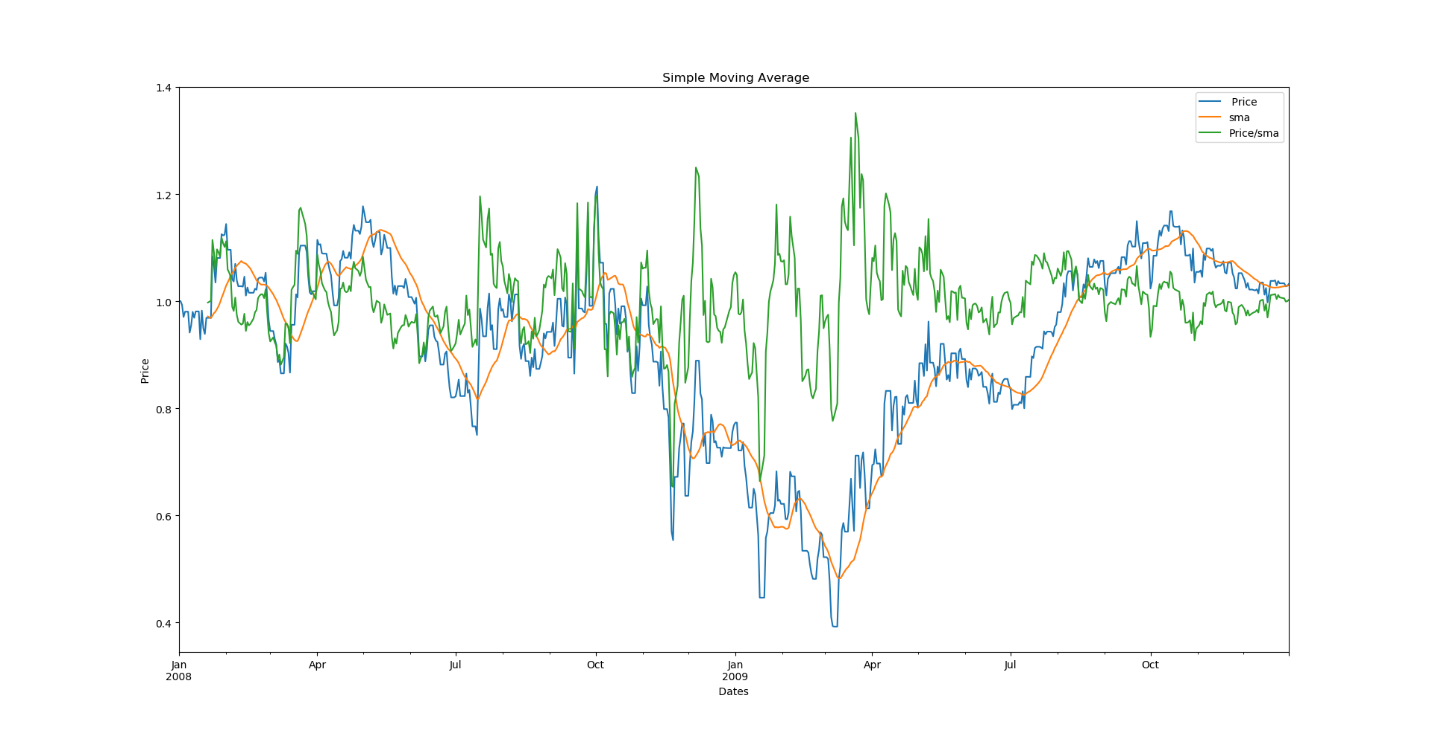 Simple Moving Average
1.4
1.2
1.0
0.8
0.6
0.4
Price
Price
sma
Price/sma
Jan Apr Jul Oct Jan Apr Jul Oct
2008 2009
Dates